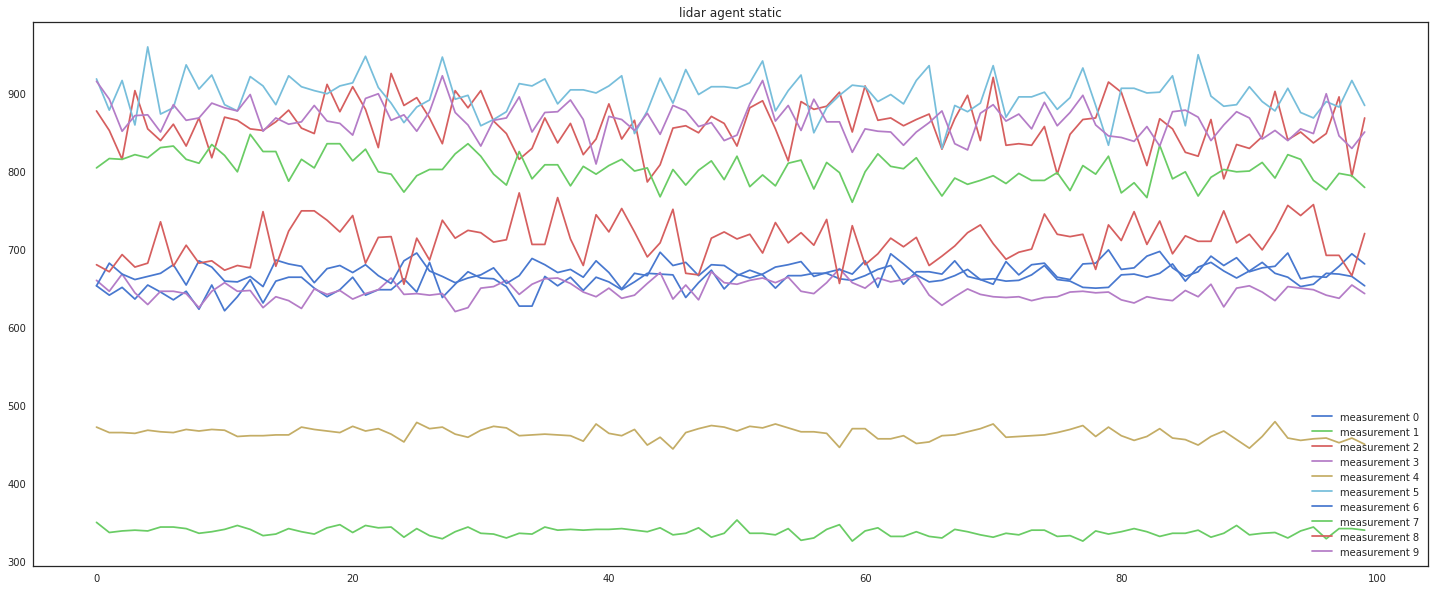 lidar agent static
900
800
700
600
500
400
300
0
20
40
60
80
100
measurement 0
measurement 1
measurement 2
measurement 3
measurement 4
measurement 5
measurement 6
measurement 7
measurement 8
measurement 9